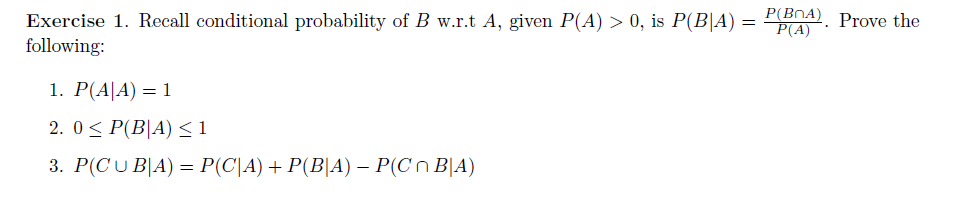 Exercise 1. Recall conditional probability of B w.r.t A, given P(A) > 0, is P(B|A) = P(B∩A)/P(A). Prove the
following:
1. P(A|A) = 1
2. 0 ≤ P(B|A) ≤ 1
3. P(C ∪ B|A) = P(C|A) + P(B|A) − P(C ∩ B|A)